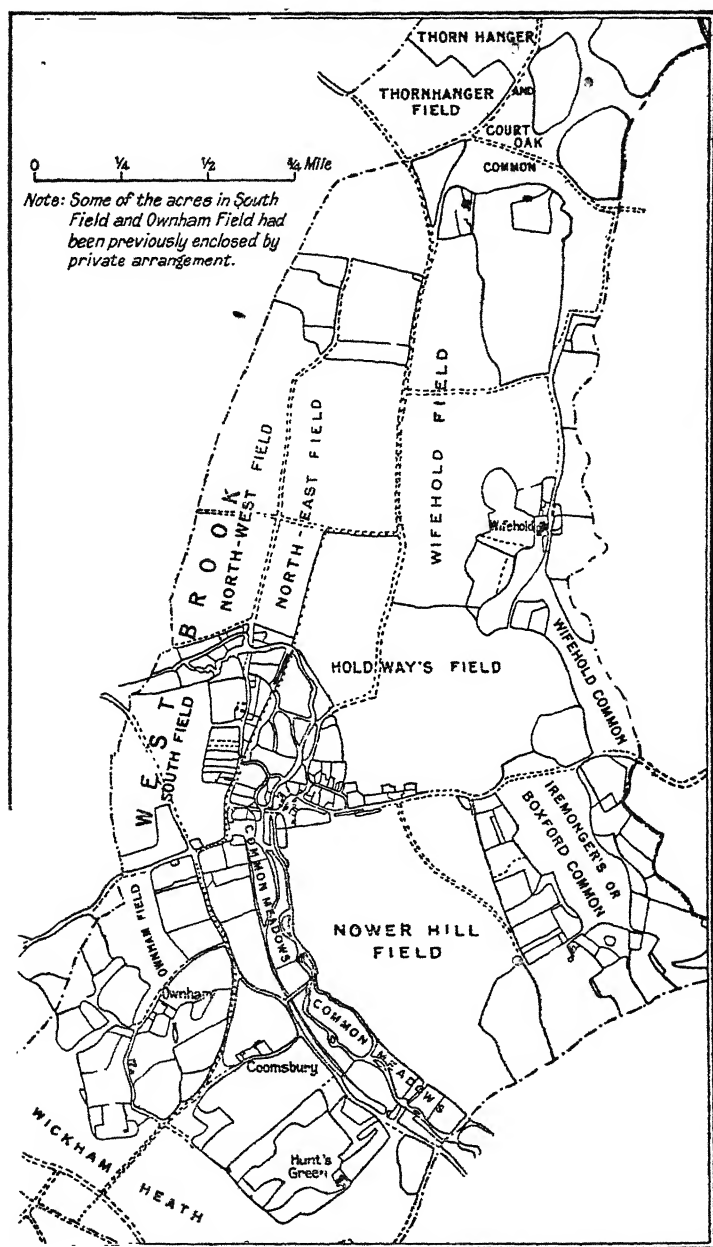 THORN HANGER
AND
COURT OAK
COMMON
THORNHANGER
FIELD
0 1/4 1/2 3/4 Mile
Note: Some of the acres in South
Field and Ownham Field had
been previously enclosed by
private arrangement.
WIFEHOLD FIELD
WEST BROOK
NORTH-WEST FIELD
NORTH-EAST FIELD
Wifehold
WIFEHOLD COMMON
HOLDWAY'S FIELD
SOUTH FIELD
IREMONGER'S OR
BOXFORD COMMON
COMMON MEADOWS
NOWER HILL
FIELD
OWNHAM FIELD
Ownham
COMMON MEADOWS
Coomsbury
Hunt's
Green
WICKHAM HEATH